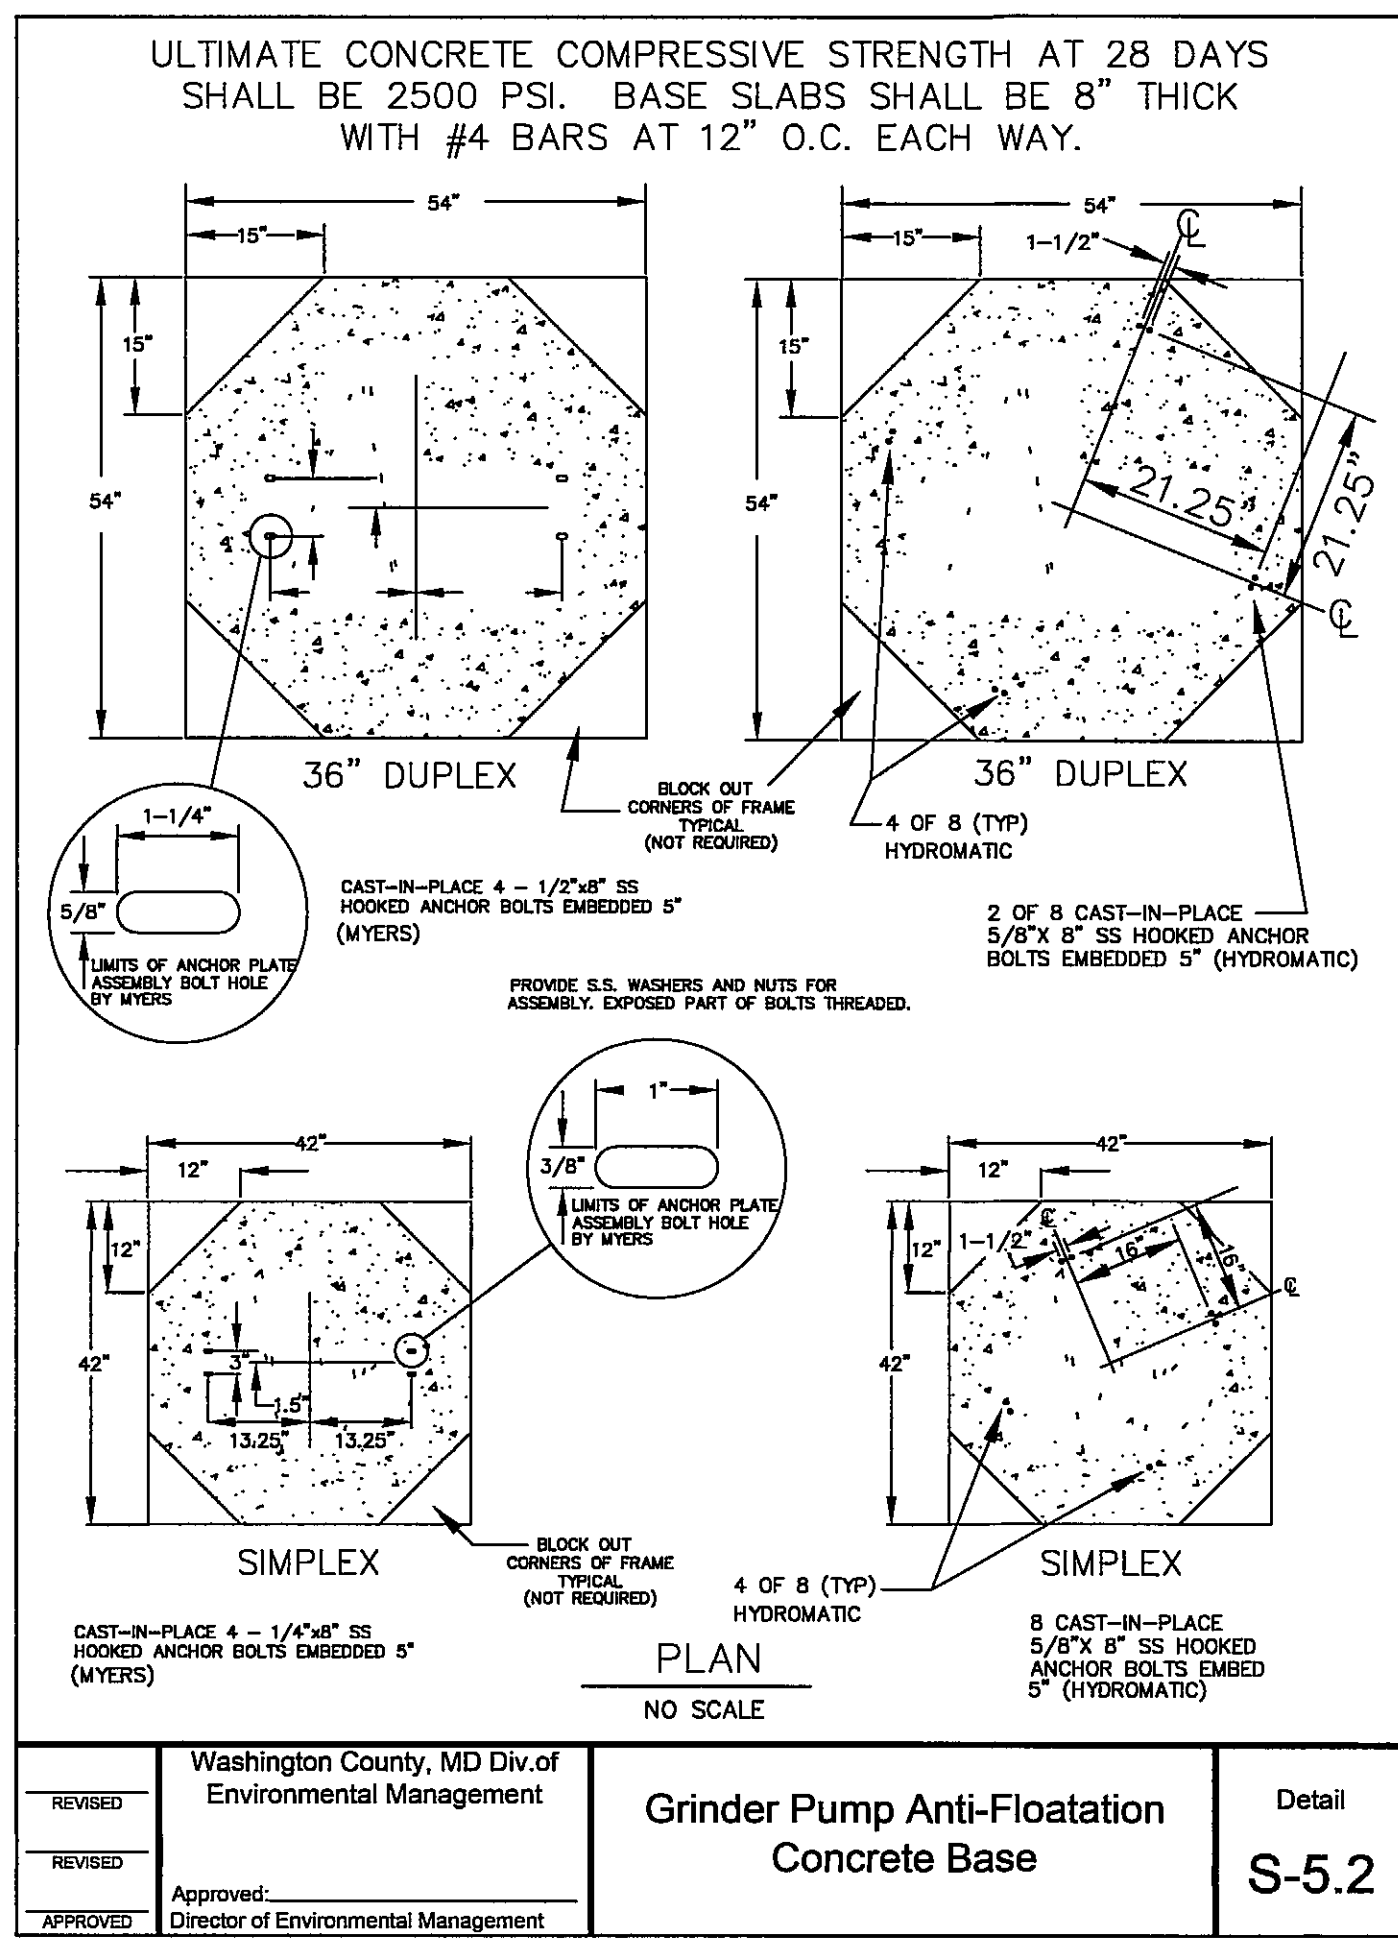 ULTIMATE CONCRETE COMPRESSIVE STRENGTH AT 28 DAYS
SHALL BE 2500 PSI. BASE SLABS SHALL BE 8" THICK
WITH #4 BARS AT 12" O.C. EACH WAY.
54"
15"
15"
54"
36" DUPLEX
54"
15"
1-1/2"
℄
15"
54"
21.25
21.25"
℄
36" DUPLEX
BLOCK OUT
CORNERS OF FRAME
TYPICAL
(NOT REQUIRED)
4 OF 8 (TYP)
HYDROMATIC
1-1/4"
5/8"
LIMITS OF ANCHOR PLATE
ASSEMBLY BOLT HOLE
BY MYERS
CAST-IN-PLACE 4 - 1/2"x8" SS
HOOKED ANCHOR BOLTS EMBEDDED 5"
(MYERS)
2 OF 8 CAST-IN-PLACE
5/8"X 8" SS HOOKED ANCHOR
BOLTS EMBEDDED 5" (HYDROMATIC)
PROVIDE S.S. WASHERS AND NUTS FOR
ASSEMBLY. EXPOSED PART OF BOLTS THREADED.
1"
3/8"
LIMITS OF ANCHOR PLATE
ASSEMBLY BOLT HOLE
BY MYERS
42"
12"
12"
42"
3"
1.5"
13.25"
13.25"
SIMPLEX
BLOCK OUT
CORNERS OF FRAME
TYPICAL
(NOT REQUIRED)
CAST-IN-PLACE 4 - 1/4"x8" SS
HOOKED ANCHOR BOLTS EMBEDDED 5"
(MYERS)
42"
12"
12"
1-1/2"
℄
16"
16"
℄
42"
SIMPLEX
4 OF 8 (TYP)
HYDROMATIC
8 CAST-IN-PLACE
5/8"X 8" SS HOOKED
ANCHOR BOLTS EMBED
5" (HYDROMATIC)
PLAN
NO SCALE
REVISED
REVISED
APPROVED
Washington County, MD Div.of
Environmental Management
Approved:
Director of Environmental Management
Grinder Pump Anti-Floatation
Concrete Base
Detail
S-5.2